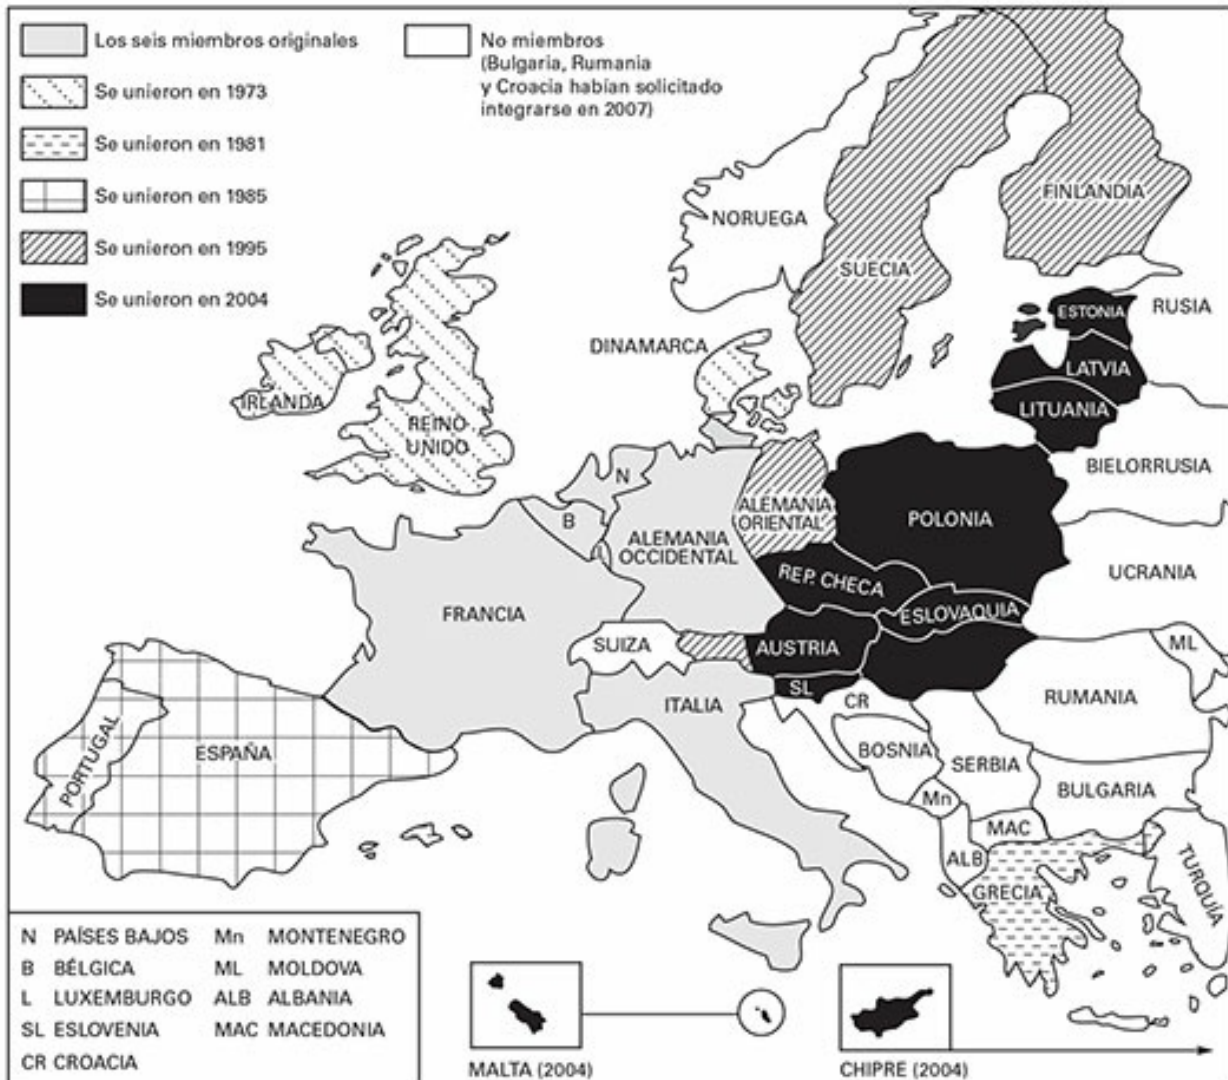 Los seis miembros originales
Se unieron en 1973
Se unieron en 1981
Se unieron en 1985
Se unieron en 1995
Se unieron en 2004
No miembros
(Bulgaria, Rumania
y Croacia habían solicitado
integrarse en 2007)
NORUEGA
FINLANDIA
SUECIA
ESTONIA
RUSIA
DINAMARCA
LATVIA
IRLANDA
LITUANIA
REINO
UNIDO
BIELORRUSIA
N
ALEMANIA
ORIENTAL
POLONIA
B
ALEMANIA
OCCIDENTAL
L
REP. CHECA
UCRANIA
FRANCIA
ESLOVAQUIA
SUIZA
AUSTRIA
ML
SL
CR
RUMANIA
ITALIA
PORTUGAL
ESPAÑA
BOSNIA
SERBIA
BULGARIA
Mn
MAC
ALB
GRECIA
TURQUÍA
N PAÍSES BAJOS
B BÉLGICA
L LUXEMBURGO
SL ESLOVENIA
CR CROACIA
Mn MONTENEGRO
ML MOLDOVA
ALB ALBANIA
MAC MACEDONIA
MALTA (2004)
CHIPRE (2004)